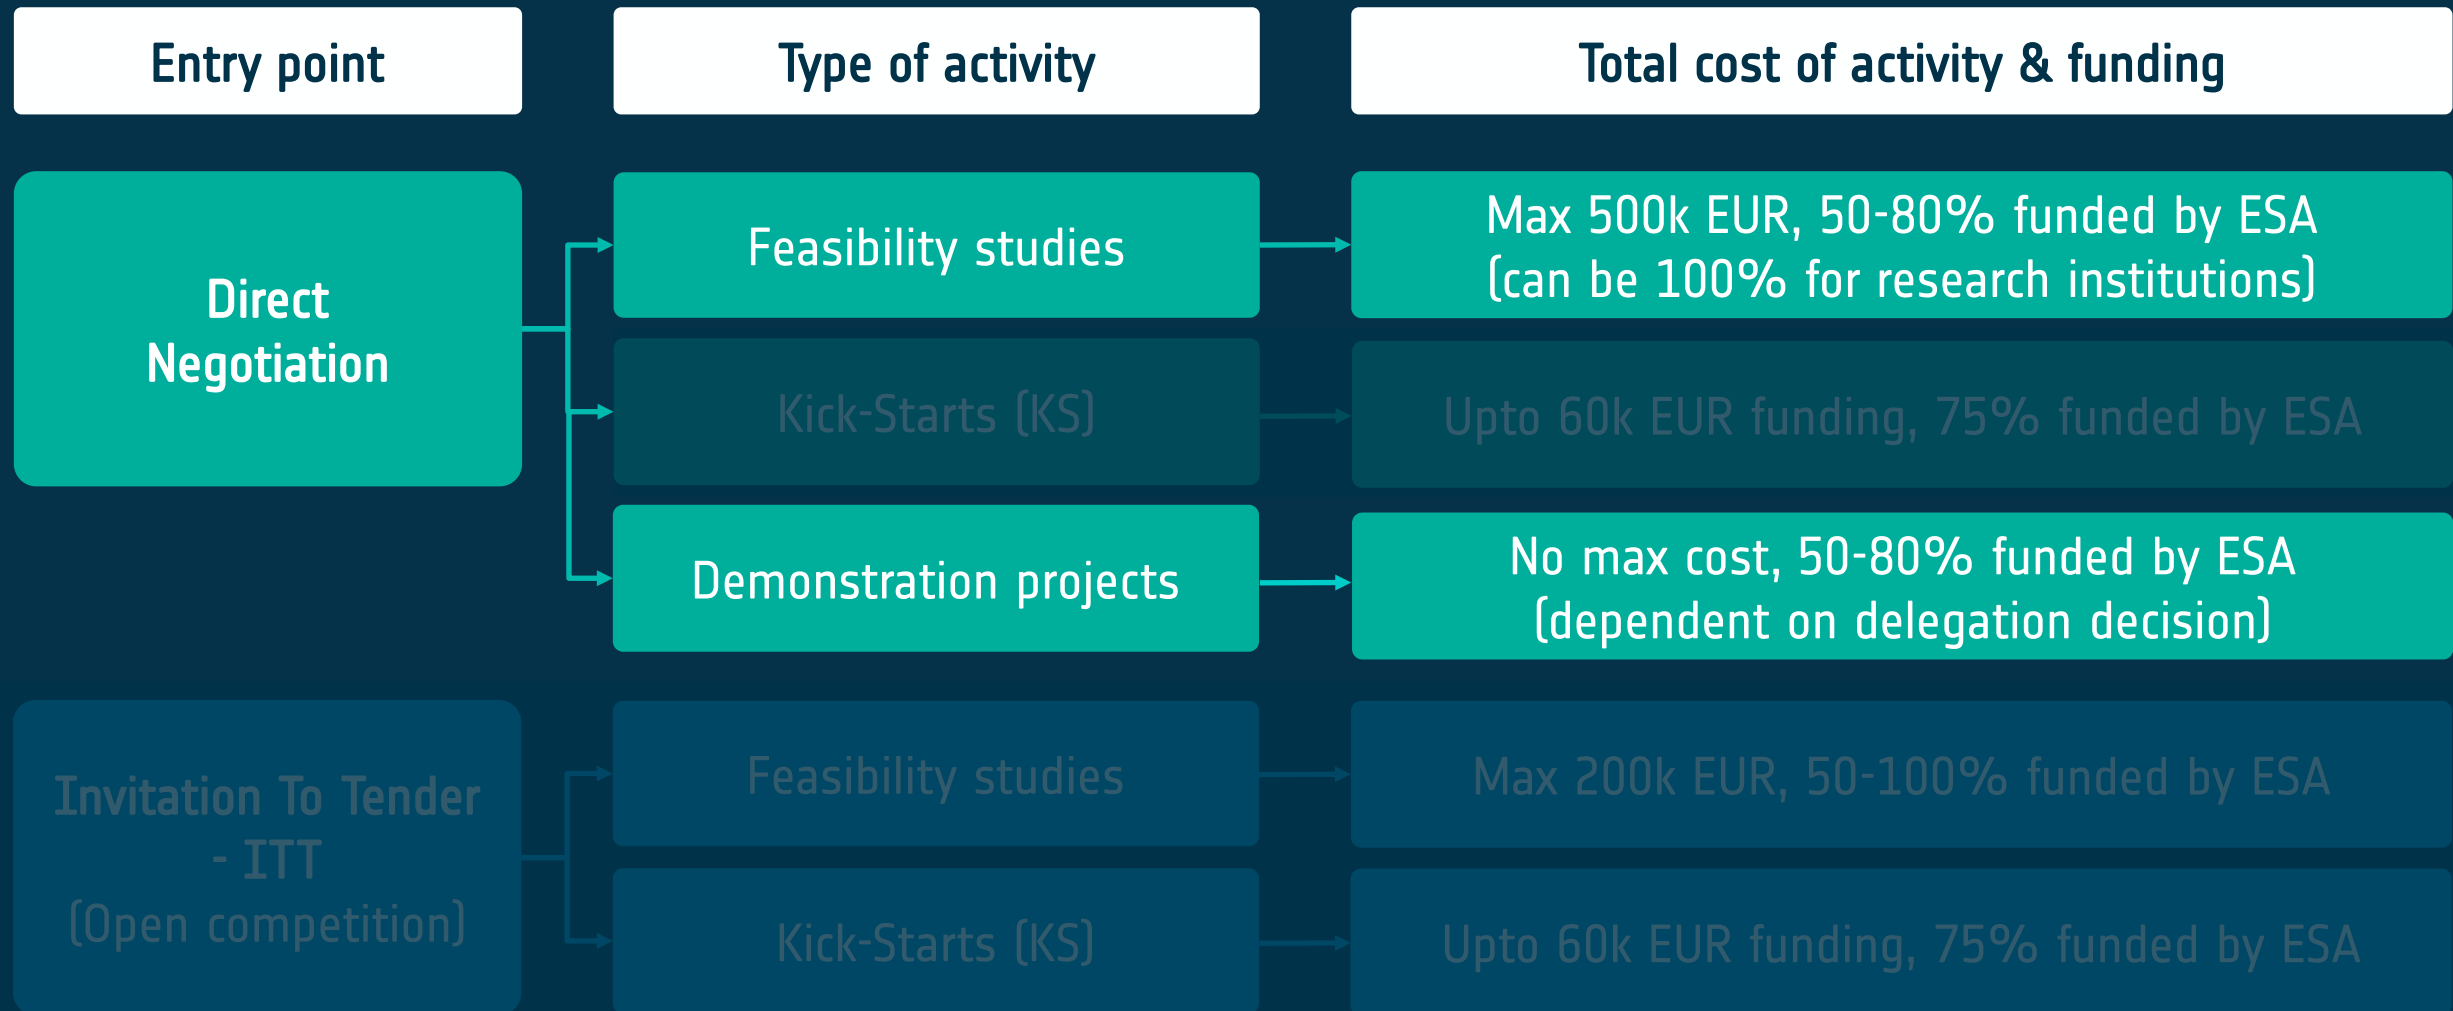 Entry point
Type of activity
Total cost of activity & funding
Direct
Negotiation
Feasibility studies
Max 500k EUR, 50-80% funded by ESA
(can be 100% for research institutions)
Kick-Starts (KS)
Upto 60k EUR funding, 75% funded by ESA
Demonstration projects
No max cost, 50-80% funded by ESA
(dependent on delegation decision)
Invitation To Tender
- ITT
(Open competition)
Feasibility studies
Max 200k EUR, 50-100% funded by ESA
Kick-Starts (KS)
Upto 60k EUR funding, 75% funded by ESA